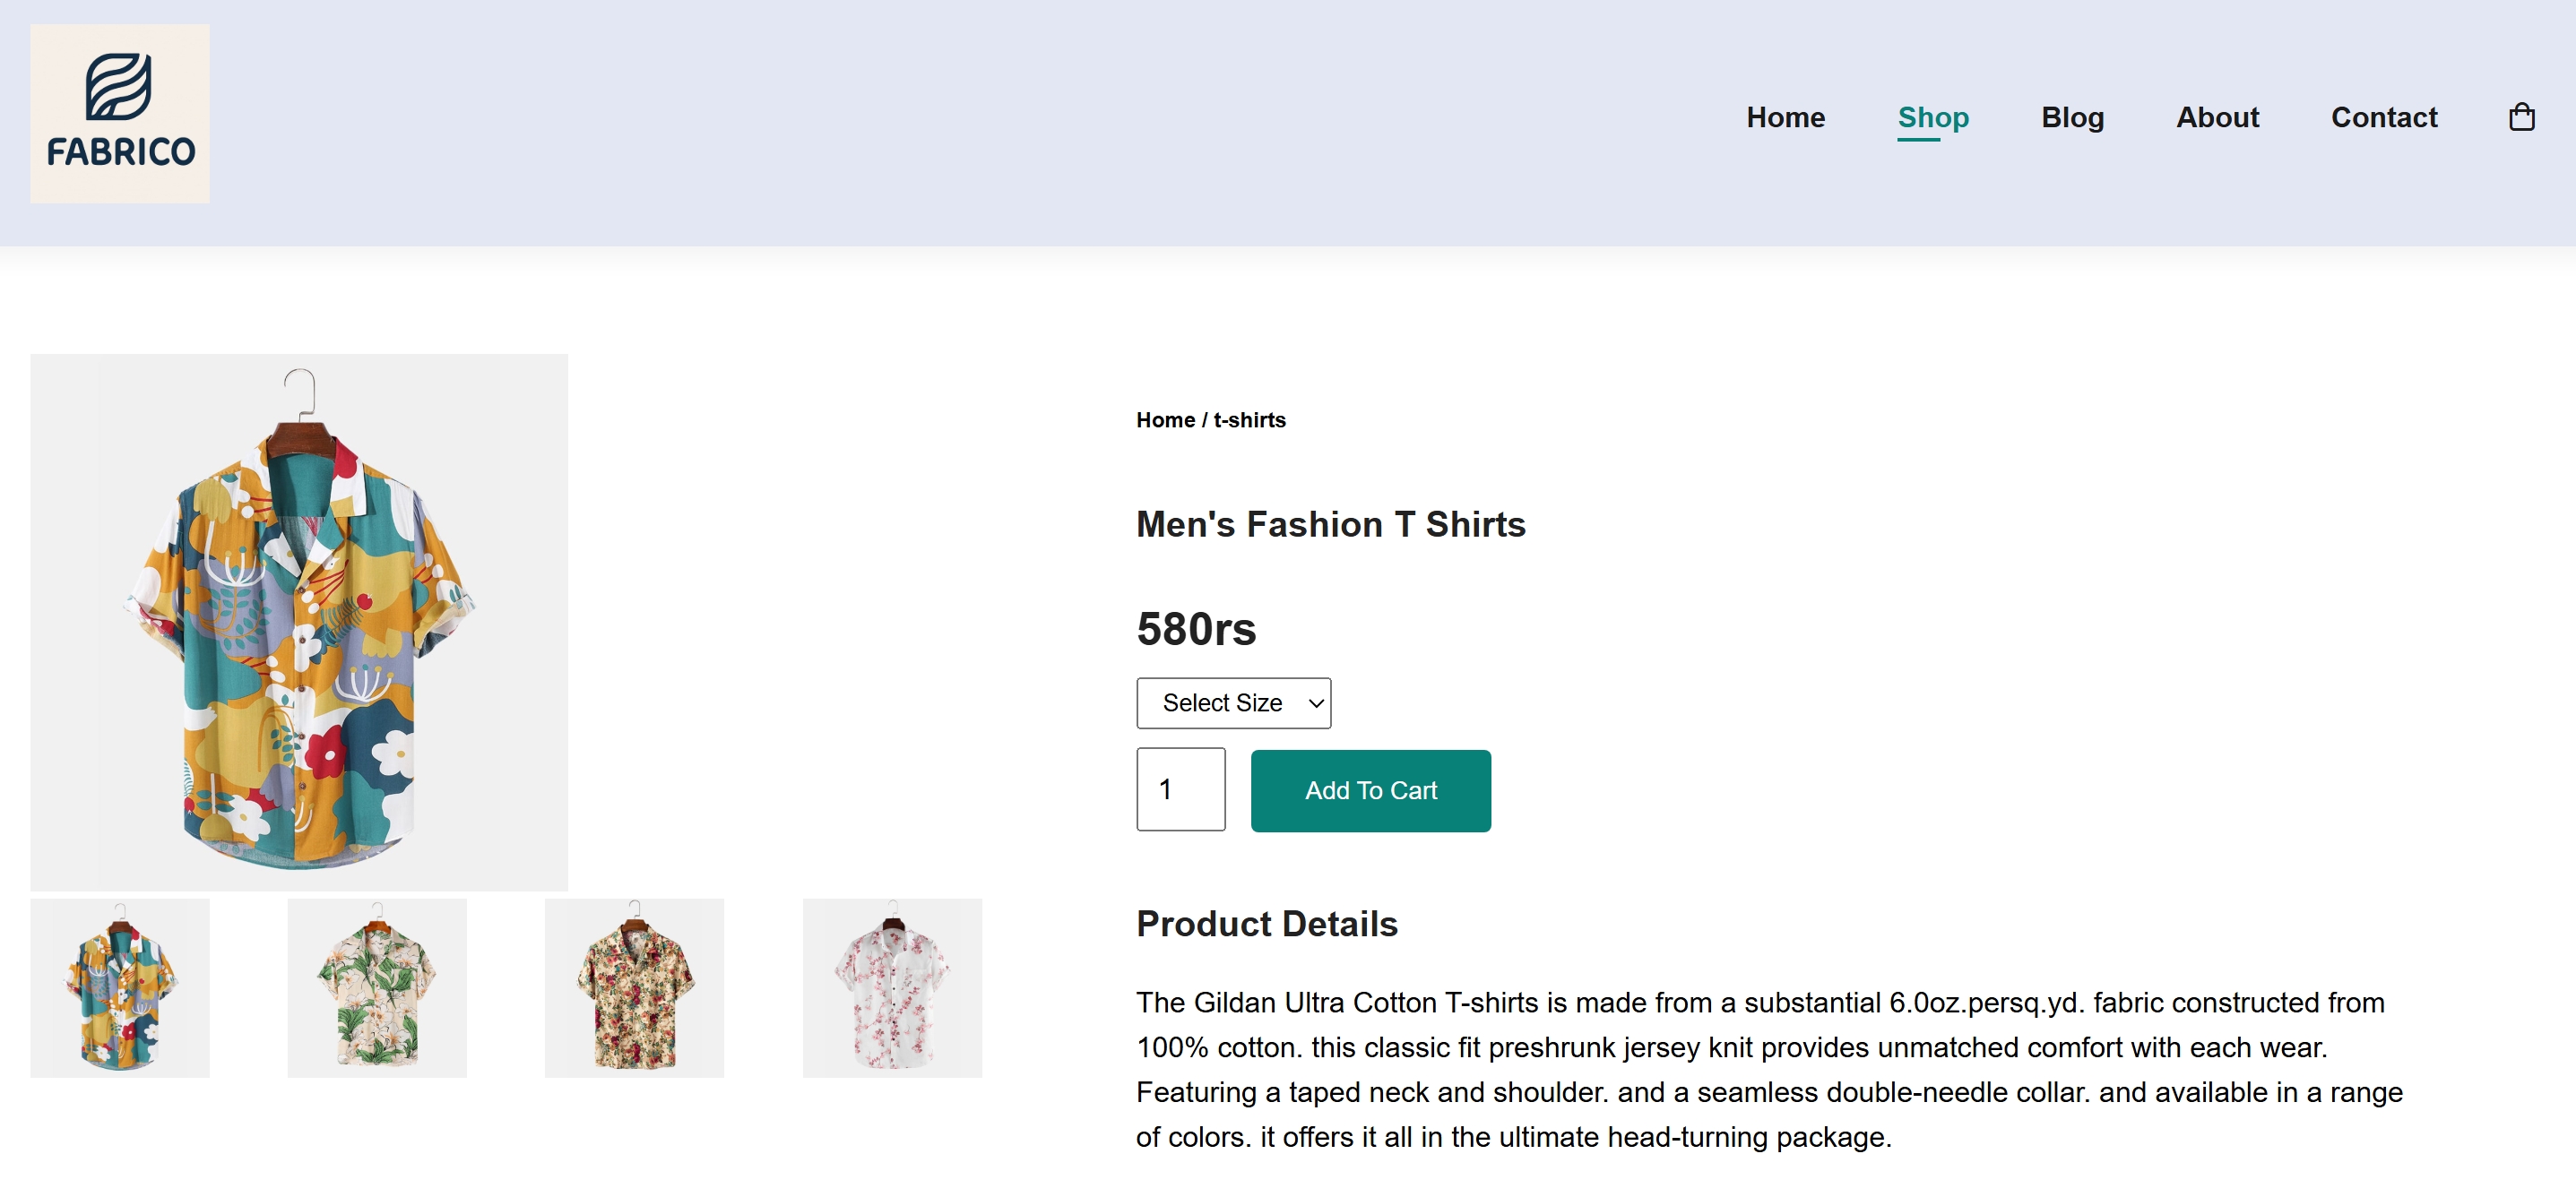 FABRICO
Home Shop Blog About Contact
Home / t-shirts
Men's Fashion T Shirts
580rs
Select Size
1 Add To Cart
Product Details
The Gildan Ultra Cotton T-shirts is made from a substantial 6.0oz.persq.yd. fabric constructed from
100% cotton. this classic fit preshrunk jersey knit provides unmatched comfort with each wear.
Featuring a taped neck and shoulder. and a seamless double-needle collar. and available in a range
of colors. it offers it all in the ultimate head-turning package.